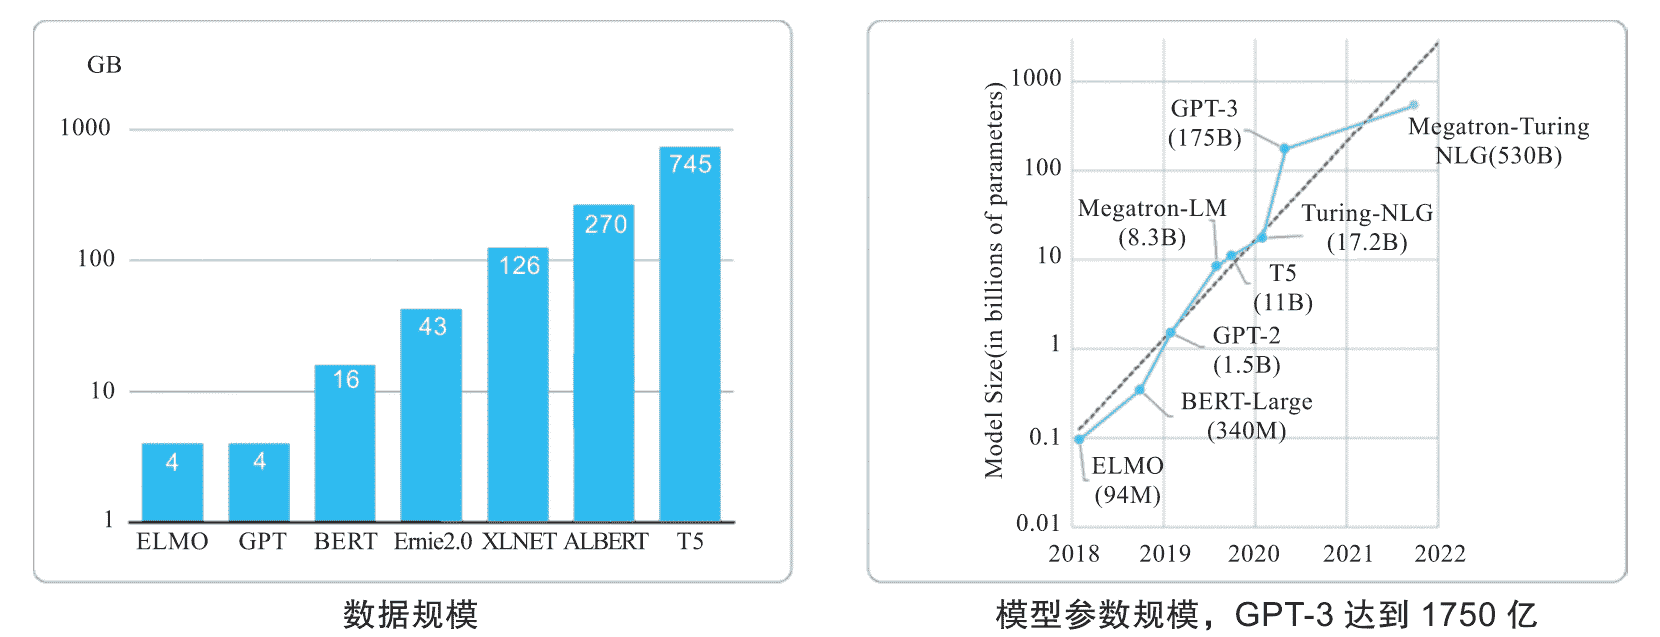 GB
1000
100
10
1
745
270
126
43
16
4
4
ELMO GPT BERT Ernie2.0 XLNET ALBERT T5
数据规模
Model Size(in billions of parameters)
1000
100
10
1
0.1
0.01
GPT-3
(175B)
Megatron-Turing
NLG(530B)
Megatron-LM
(8.3B)
Turing-NLG
(17.2B)
T5
(11B)
GPT-2
(1.5B)
BERT-Large
(340M)
ELMO
(94M)
2018 2019 2020 2021 2022
模型参数规模，GPT-3 达到 1750 亿